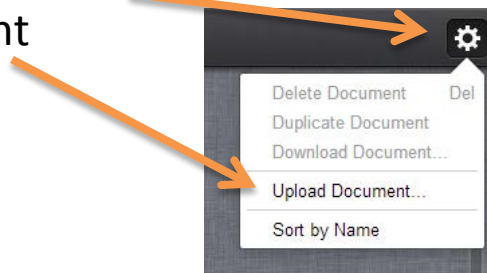 nt
Delete Document Del
Duplicate Document
Download Document...
Upload Document...
Sort by Name